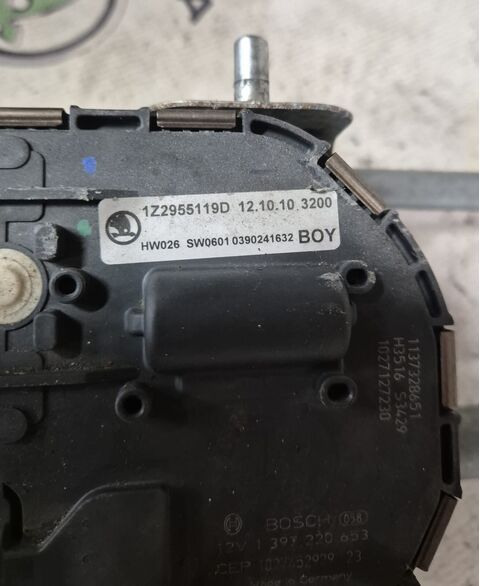 1Z2955119D 12.10.10 3200
HW026 SW0601 0390241632 BOY
1137328651
H3516 S3429
1027127230
BOSCH
12V 1 397 220 653
Made in Germany